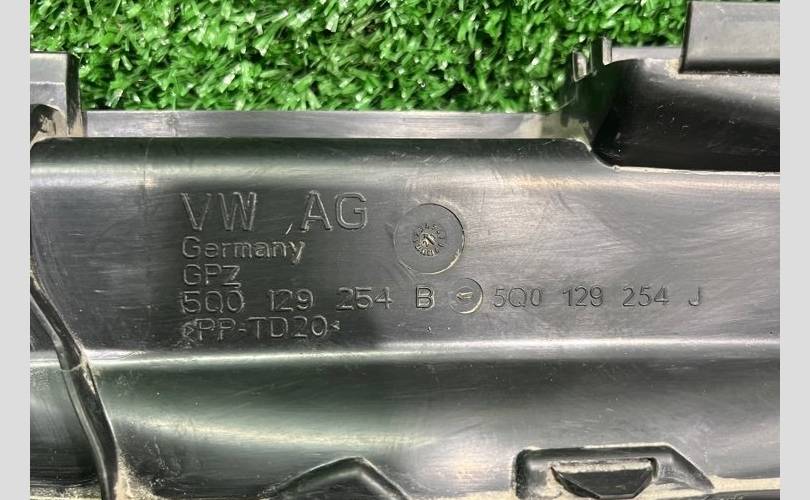 VW AG
Germany
GPZ
5Q0 129 254 B 5Q0 129 254 J
>PP-TD20<